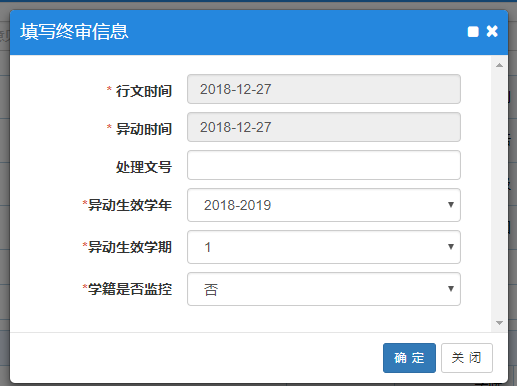 填写终审信息
* 行文时间 2018-12-27
* 异动时间 2018-12-27
处理文号
*异动生效学年 2018-2019
*异动生效学期 1
*学籍是否监控 否
确 定 关 闭